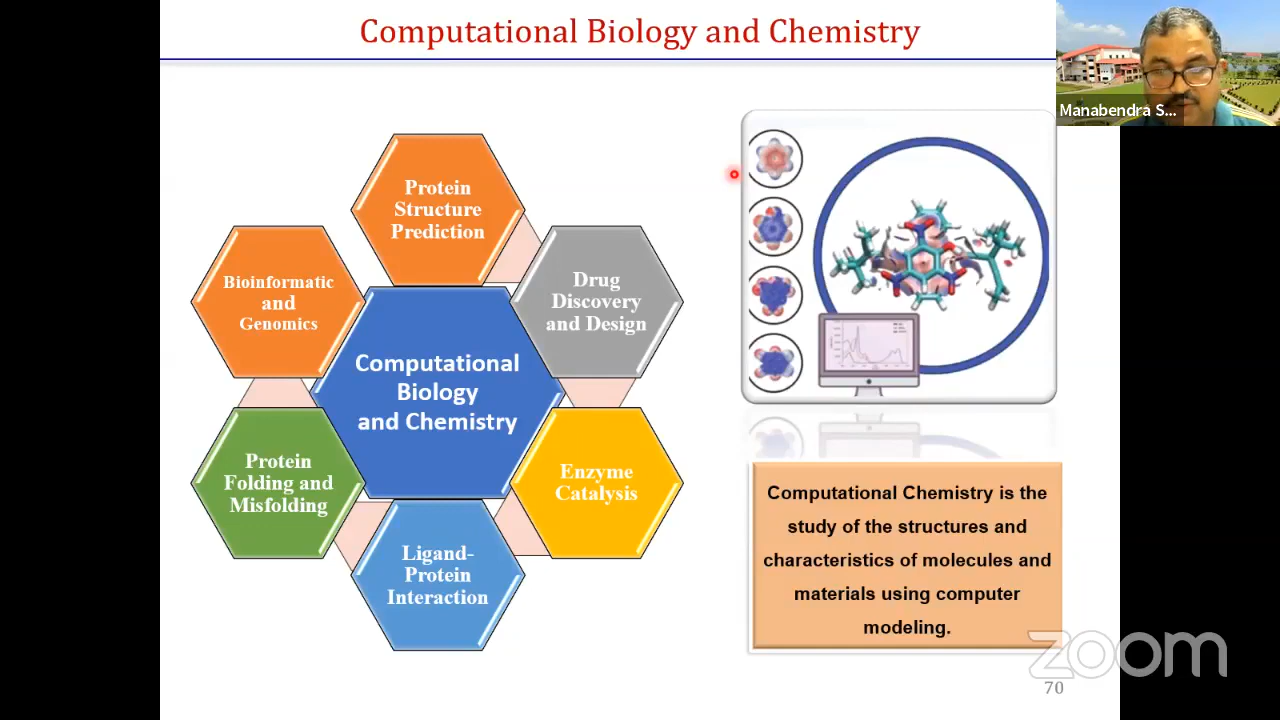 Computational Biology and Chemistry
Manabendra S...
Protein
Structure
Prediction
Bioinformatic
and
Genomics
Drug
Discovery
and Design
Computational
Biology
and Chemistry
Protein
Folding and
Misfolding
Enzyme
Catalysis
Ligand-
Protein
Interaction
Computational Chemistry is the
study of the structures and
characteristics of molecules and
materials using computer
modeling.
zoom
70